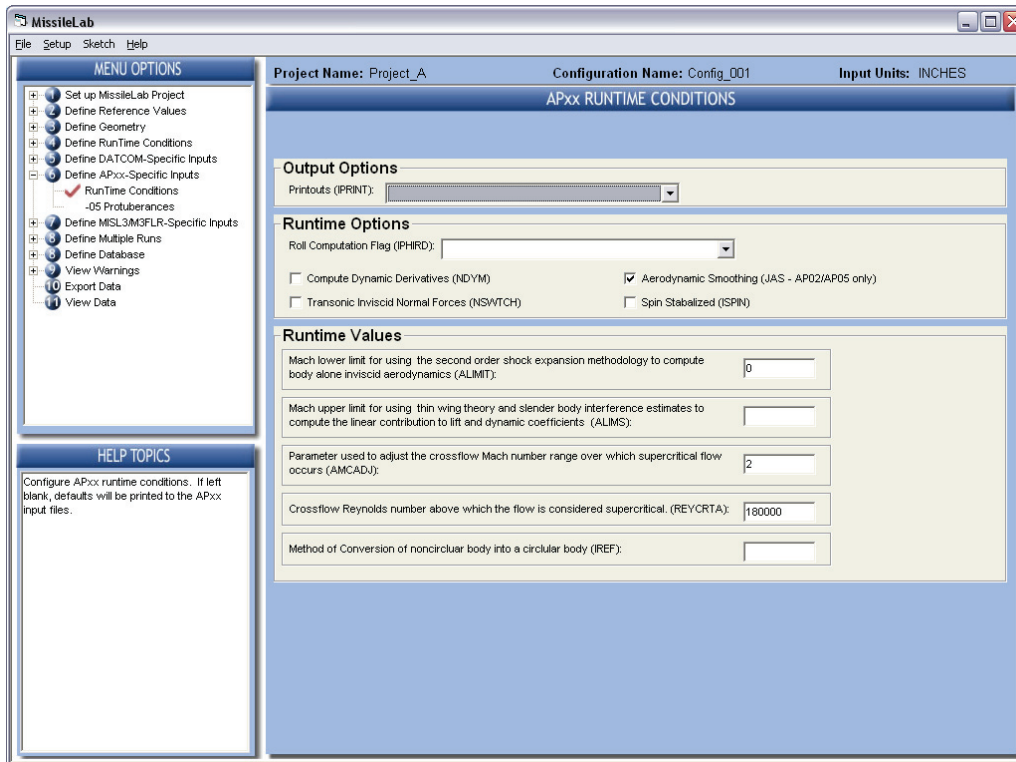 MissileLab
File Setup Sketch Help
MENU OPTIONS
1 Set up MissileLab Project
2 Define Reference Values
3 Define Geometry
4 Define RunTime Conditions
5 Define DATCOM-Specific Inputs
6 Define APxx-Specific Inputs
RunTime Conditions
-05 Protuberances
7 Define MISL3/M3FLR-Specific Inputs
8 Define Multiple Runs
8 Define Database
9 View Warnings
10 Export Data
11 View Data
HELP TOPICS
Configure APxx runtime conditions. If left
blank, defaults will be printed to the APxx
input files.
Project Name: Project_A Configuration Name: Config_001 Input Units: INCHES
APxx RUNTIME CONDITIONS
Output Options
Printouts (IPRINT):
Runtime Options
Roll Computation Flag (IPHIRD):
Compute Dynamic Derivatives (NDYM) Aerodynamic Smoothing (JAS - AP02/AP05 only)
Transonic Inviscid Normal Forces (NSWTCH) Spin Stabalized (ISPIN)
Runtime Values
Mach lower limit for using the second order shock expansion methodology to compute
body alone inviscid aerodynamics (ALIMIT): 0
Mach upper limit for using thin wing theory and slender body interference estimates to
compute the linear contribution to lift and dynamic coefficients (ALIMS):
Parameter used to adjust the crossflow Mach number range over which supercritical flow
occurs (AMCADJ): 2
Crossflow Reynolds number above which the flow is considered supercritical. (REYCRTA): 180000
Method of Conversion of noncircluar body into a circlular body (IREF):